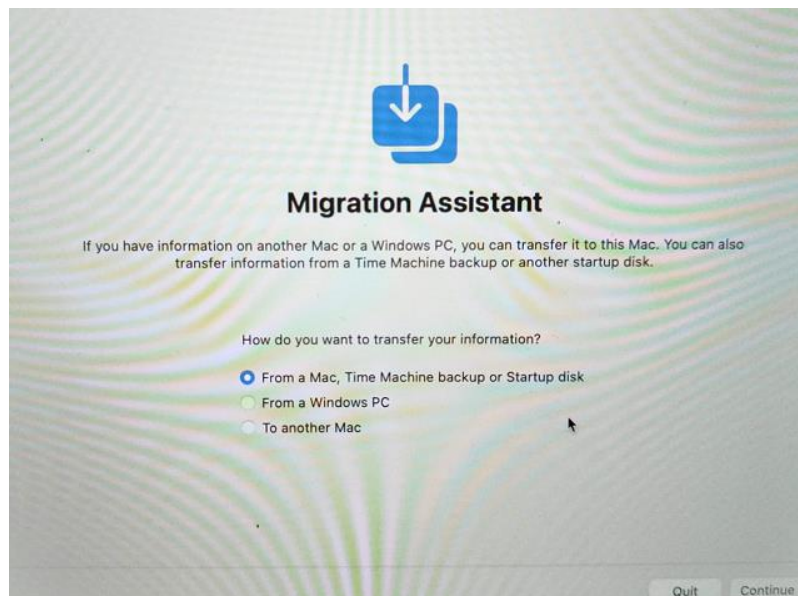 Migration Assistant
If you have information on another Mac or a Windows PC, you can transfer it to this Mac. You can also
transfer information from a Time Machine backup or another startup disk.
How do you want to transfer your information?
From a Mac, Time Machine backup or Startup disk
From a Windows PC
To another Mac
Quit
Continue